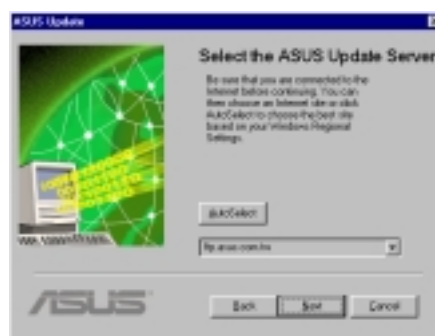 ASUS Update
Select the ASUS Update Server
Be sure that you are connected to the
Internet before continuing. You can
then choose an Internet site or click
AutoSelect to choose the best site
based on your Windows Regional
Settings.
AutoSelect
ftp.asus.com.tw
ASUS
Back Next Cancel